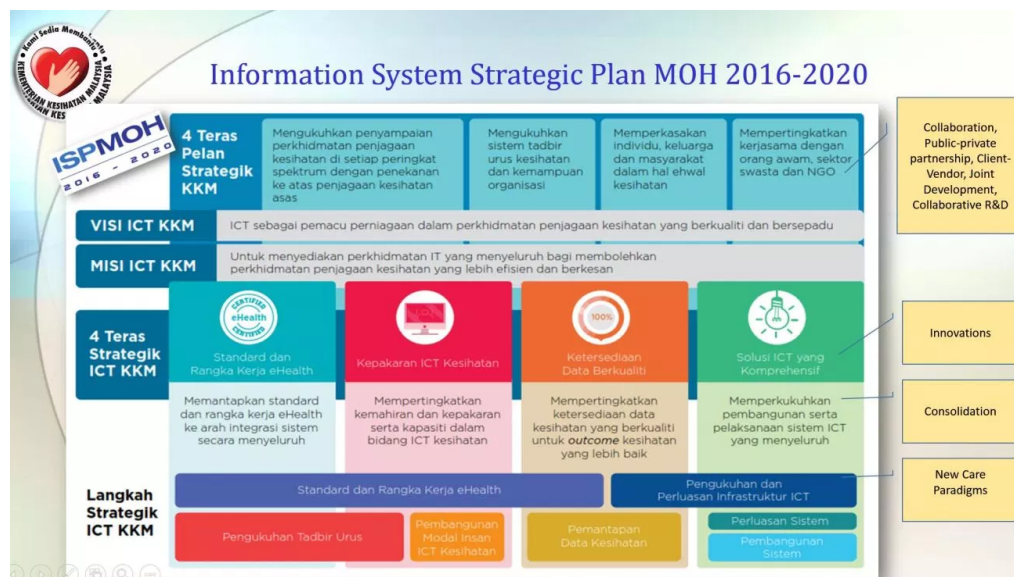 Kami Sedia Membantu
KEMENTERIAN KESIHATAN MALAYSIA
Information System Strategic Plan MOH 2016-2020
ISPMOH
2016 – 2020
4 Teras
Pelan
Strategik
KKM
Mengukuhkan penyampaian
perkhidmatan penjagaan
kesihatan di setiap peringkat
spektrum dengan penekanan
ke atas penjagaan kesihatan
asas
Mengukuhkan
sistem tadbir
urus kesihatan
dan kemampuan
organisasi
Memperkasakan
individu, keluarga
dan masyarakat
dalam hal ehwal
kesihatan
Mempertingkatkan
kerjasama dengan
orang awam, sektor
swasta dan NGO
Collaboration,
Public-private
partnership, Client-
Vendor, Joint
Development,
Collaborative R&D
VISI ICT KKM
ICT sebagai pemacu perniagaan dalam perkhidmatan penjagaan kesihatan yang berkualiti dan bersepadu
MISI ICT KKM
Untuk menyediakan perkhidmatan IT yang menyeluruh bagi membolehkan
perkhidmatan penjagaan kesihatan yang lebih efisien dan berkesan
4 Teras
Strategik
ICT KKM
CERTIFIED
eHealth
CERTIFIED
Standard dan
Rangka Kerja eHealth
Kepakaran ICT Kesihatan
100%
Ketersediaan
Data Berkualiti
Solusi ICT yang
Komprehensif
Innovations
Memantapkan standard
dan rangka kerja eHealth
ke arah integrasi sistem
secara menyeluruh
Mempertingkatkan
kemahiran dan kepakaran
serta kapasiti dalam
bidang ICT kesihatan
Mempertingkatkan
ketersediaan data
kesihatan yang berkualiti
untuk outcome kesihatan
yang lebih baik
Memperkukuhkan
pembangunan serta
pelaksanaan sistem ICT
yang menyeluruh
Consolidation
New Care
Paradigms
Langkah
Strategik
ICT KKM
Standard dan Rangka Kerja eHealth
Pengukuhan dan
Perluasan Infrastruktur ICT
Pengukuhan Tadbir Urus
Pembangunan
Modal Insan
ICT Kesihatan
Pemantapan
Data Kesihatan
Perluasan Sistem
Pembangunan
Sistem